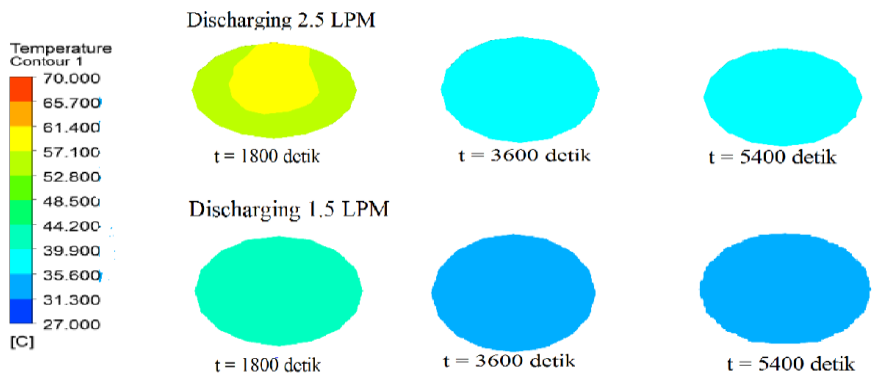 Discharging 2.5 LPM
Temperature
Contour 1
70.000
65.700
61.400
57.100
52.800
48.500
44.200
39.900
35.600
31.300
27.000
[C]
t = 1800 detik
t = 3600 detik
t = 5400 detik
Discharging 1.5 LPM
t = 1800 detik
t = 3600 detik
t = 5400 detik